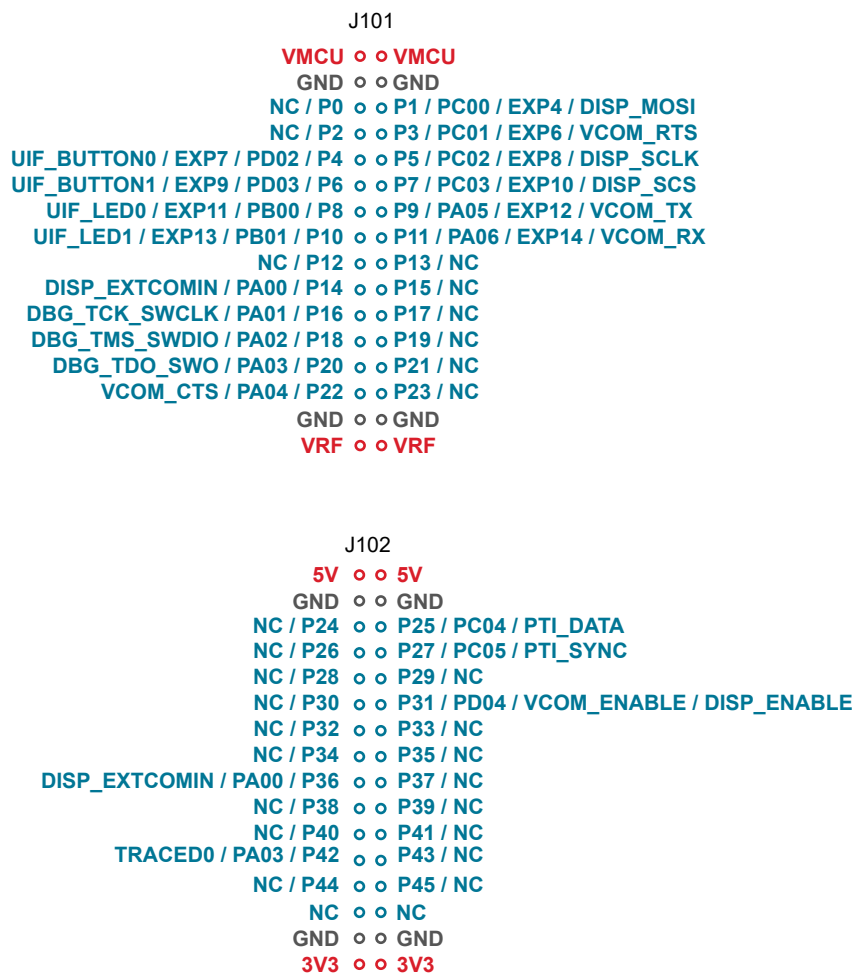 J101
VMCU VMCU
GND GND
NC / P0 P1 / PC00 / EXP4 / DISP_MOSI
NC / P2 P3 / PC01 / EXP6 / VCOM_RTS
UIF_BUTTON0 / EXP7 / PD02 / P4 P5 / PC02 / EXP8 / DISP_SCLK
UIF_BUTTON1 / EXP9 / PD03 / P6 P7 / PC03 / EXP10 / DISP_SCS
UIF_LED0 / EXP11 / PB00 / P8 P9 / PA05 / EXP12 / VCOM_TX
UIF_LED1 / EXP13 / PB01 / P10 P11 / PA06 / EXP14 / VCOM_RX
NC / P12 P13 / NC
DISP_EXTCOMIN / PA00 / P14 P15 / NC
DBG_TCK_SWCLK / PA01 / P16 P17 / NC
DBG_TMS_SWDIO / PA02 / P18 P19 / NC
DBG_TDO_SWO / PA03 / P20 P21 / NC
VCOM_CTS / PA04 / P22 P23 / NC
GND GND
VRF VRF
J102
5V 5V
GND GND
NC / P24 P25 / PC04 / PTI_DATA
NC / P26 P27 / PC05 / PTI_SYNC
NC / P28 P29 / NC
NC / P30 P31 / PD04 / VCOM_ENABLE / DISP_ENABLE
NC / P32 P33 / NC
NC / P34 P35 / NC
DISP_EXTCOMIN / PA00 / P36 P37 / NC
NC / P38 P39 / NC
NC / P40 P41 / NC
TRACED0 / PA03 / P42 P43 / NC
NC / P44 P45 / NC
NC NC
GND GND
3V3 3V3